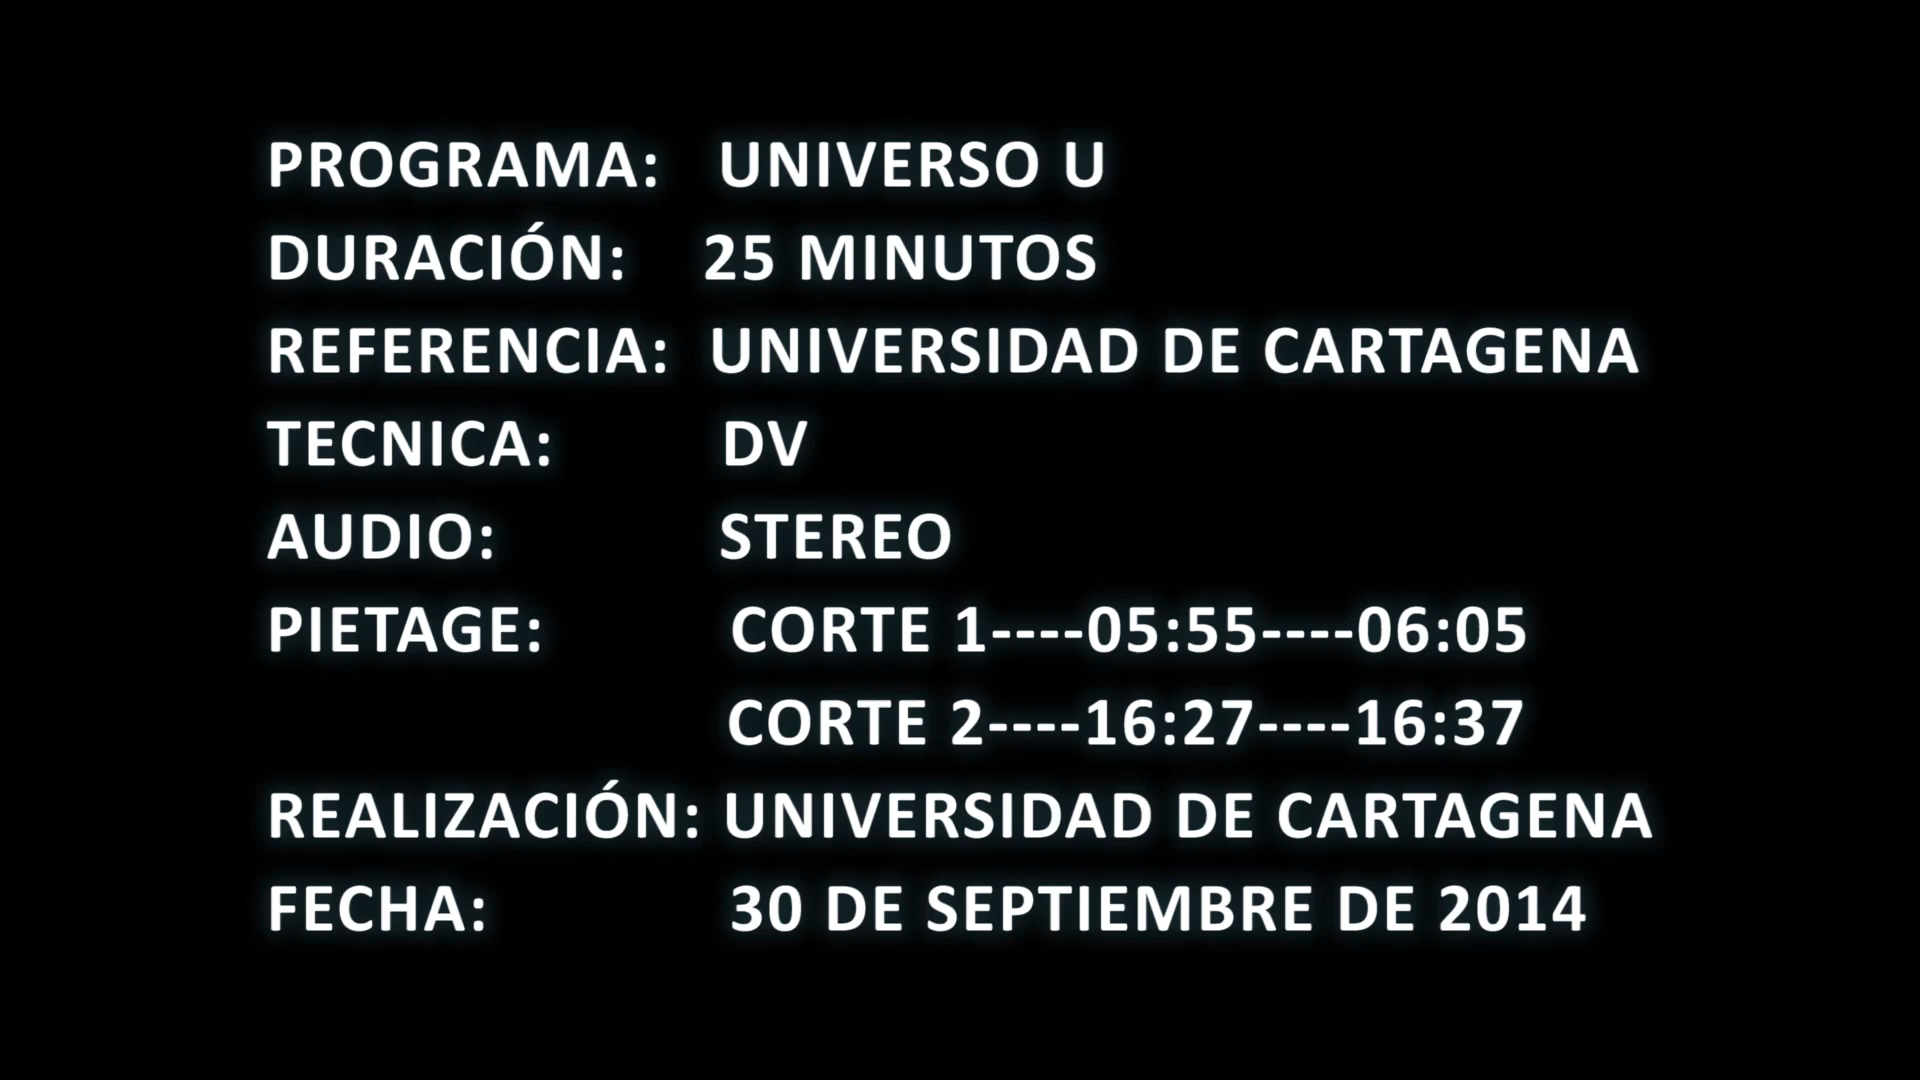 PROGRAMA: UNIVERSO U
DURACIÓN: 25 MINUTOS
REFERENCIA: UNIVERSIDAD DE CARTAGENA
TECNICA: DV
AUDIO: STEREO
PIETAGE: CORTE 1----05:55----06:05
CORTE 2----16:27----16:37
REALIZACIÓN: UNIVERSIDAD DE CARTAGENA
FECHA: 30 DE SEPTIEMBRE DE 2014